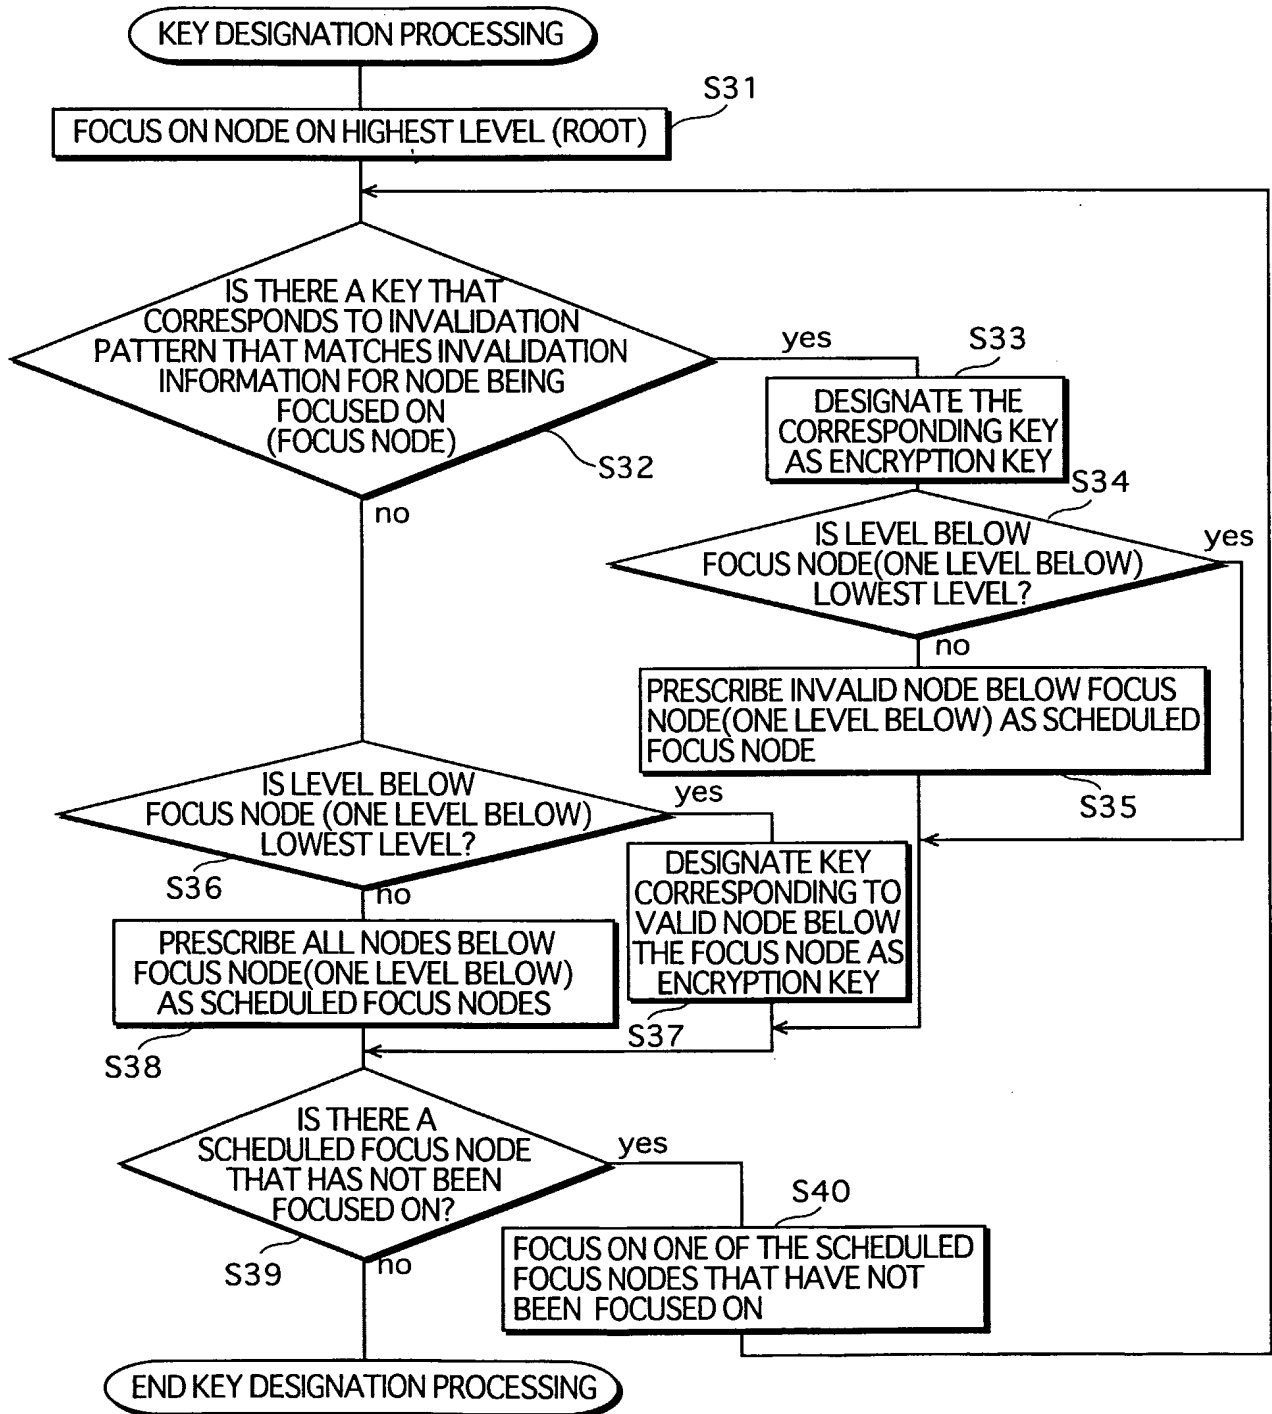 KEY DESIGNATION PROCESSING
S31
FOCUS ON NODE ON HIGHEST LEVEL (ROOT)
IS THERE A KEY THAT
CORRESPONDS TO INVALIDATION
PATTERN THAT MATCHES INVALIDATION
INFORMATION FOR NODE BEING
FOCUSED ON
(FOCUS NODE)
S32
yes
no
S33
DESIGNATE THE
CORRESPONDING KEY
AS ENCRYPTION KEY
S34
IS LEVEL BELOW
FOCUS NODE(ONE LEVEL BELOW)
LOWEST LEVEL?
yes
no
PRESCRIBE INVALID NODE BELOW FOCUS
NODE(ONE LEVEL BELOW) AS SCHEDULED
FOCUS NODE
S35
IS LEVEL BELOW
FOCUS NODE (ONE LEVEL BELOW)
LOWEST LEVEL?
yes
S36
no
DESIGNATE KEY
CORRESPONDING TO
VALID NODE BELOW
THE FOCUS NODE AS
ENCRYPTION KEY
S37
PRESCRIBE ALL NODES BELOW
FOCUS NODE(ONE LEVEL BELOW)
AS SCHEDULED FOCUS NODES
S38
IS THERE A
SCHEDULED FOCUS NODE
THAT HAS NOT BEEN
FOCUSED ON?
yes
S39
no
S40
FOCUS ON ONE OF THE SCHEDULED
FOCUS NODES THAT HAVE NOT
BEEN FOCUSED ON
END KEY DESIGNATION PROCESSING